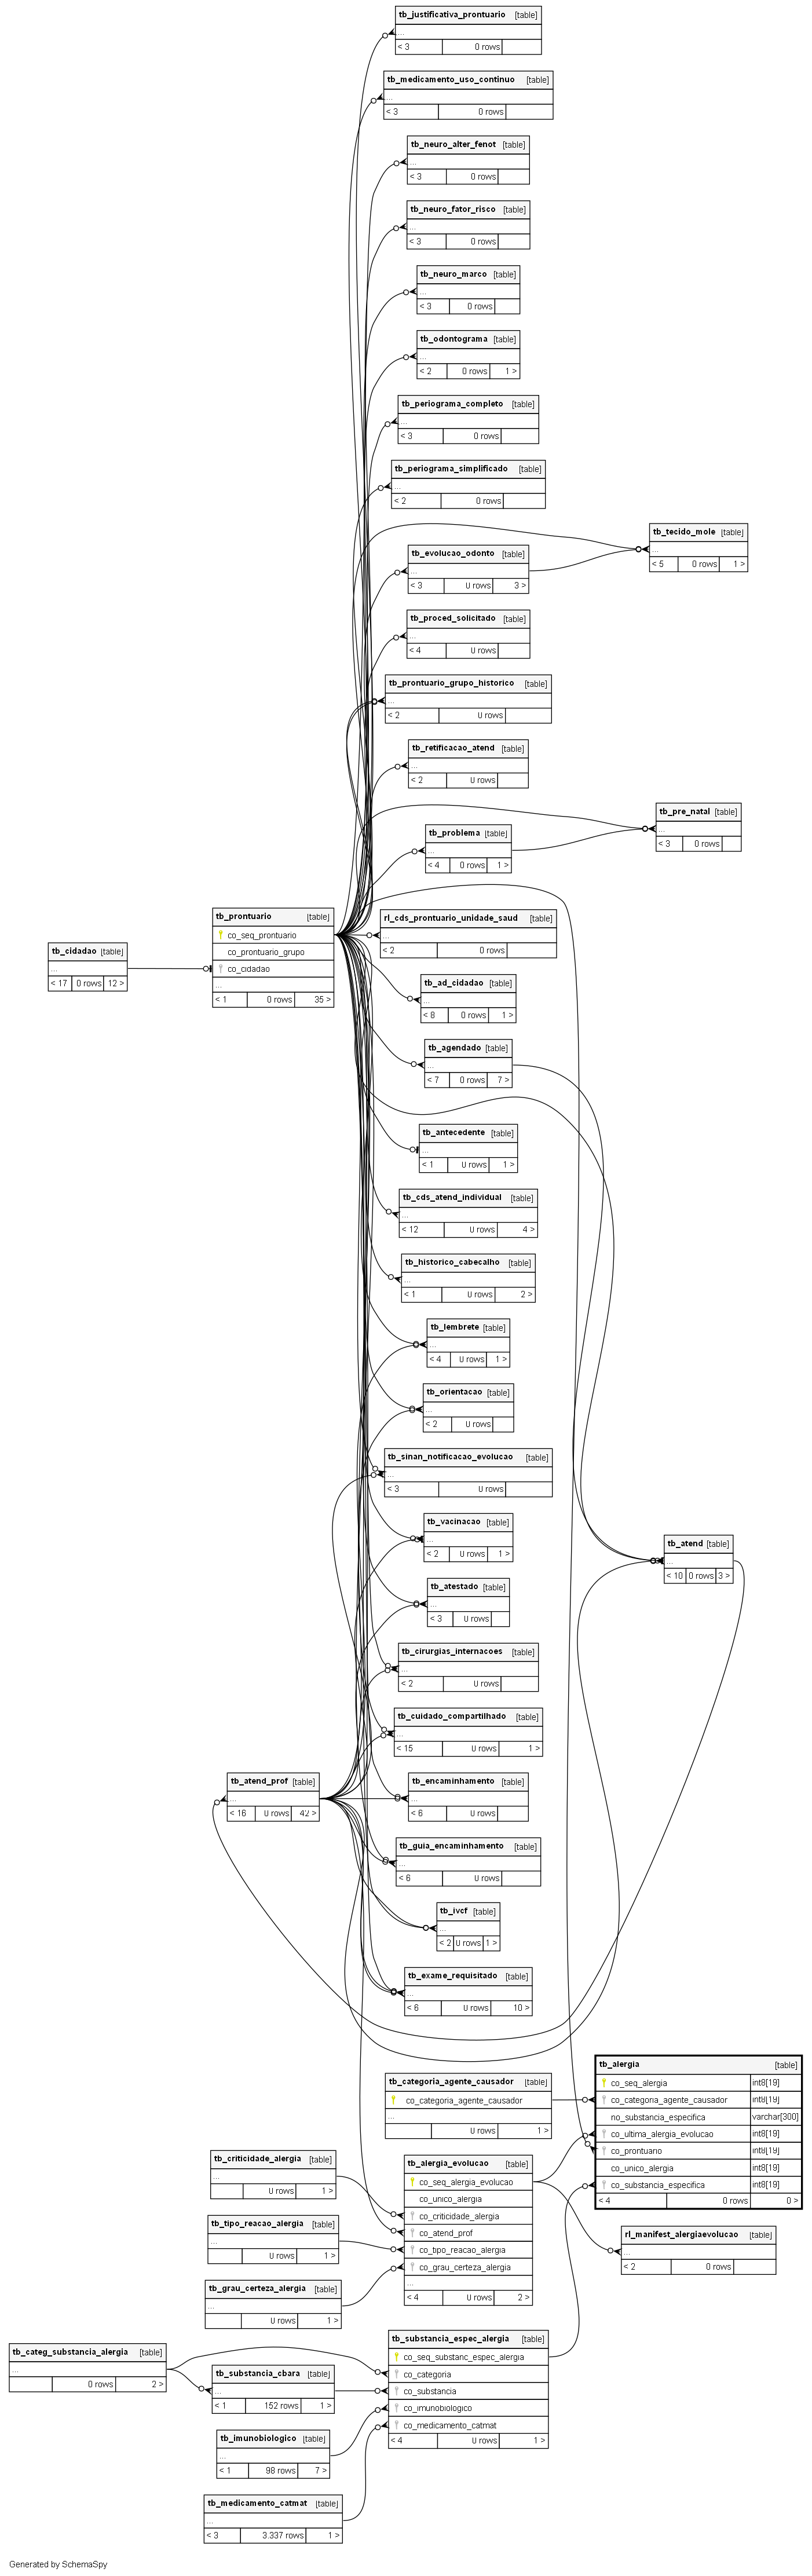 tb_justificativa_prontuario [table]
...
< 3 0 rows
tb_medicamento_uso_continuo [table]
...
< 3 0 rows
tb_neuro_alter_fenot [table]
...
< 3 0 rows
tb_neuro_fator_risco [table]
...
< 3 0 rows
tb_neuro_marco [table]
...
< 3 0 rows
tb_odontograma [table]
...
< 2 0 rows 1 >
tb_periograma_completo [table]
...
< 3 0 rows
tb_periograma_simplificado [table]
...
< 2 0 rows
tb_tecido_mole [table]
...
< 5 0 rows 1 >
tb_evolucao_odonto [table]
...
< 3 0 rows 3 >
tb_proced_solicitado [table]
...
< 4 0 rows
tb_prontuario_grupo_historico [table]
...
< 2 0 rows
tb_retificacao_atend [table]
...
< 2 0 rows
tb_pre_natal [table]
...
< 3 0 rows
tb_problema [table]
...
< 4 0 rows 1 >
tb_prontuario [table]
co_seq_prontuario
co_prontuario_grupo
co_cidadao
...
< 1 0 rows 35 >
rl_cds_prontuario_unidade_saud [table]
...
< 2 0 rows
tb_cidadao [table]
...
< 17 0 rows 12 >
tb_ad_cidadao [table]
...
< 8 0 rows 1 >
tb_agendado [table]
...
< 7 0 rows 7 >
tb_antecedente [table]
...
< 1 0 rows 1 >
tb_cds_atend_individual [table]
...
< 12 0 rows 4 >
tb_historico_cabecalho [table]
...
< 1 0 rows 2 >
tb_lembrete [table]
...
< 4 0 rows 1 >
tb_orientacao [table]
...
< 2 0 rows
tb_sinan_notificacao_evolucao [table]
...
< 3 0 rows
tb_vacinacao [table]
...
< 2 0 rows 1 >
tb_atend [table]
...
< 10 0 rows 3 >
tb_atestado [table]
...
< 3 0 rows
tb_cirurgias_internacoes [table]
...
< 2 0 rows
tb_cuidado_compartilhado [table]
...
< 15 0 rows 1 >
tb_atend_prof [table]
...
< 16 0 rows 42 >
tb_encaminhamento [table]
...
< 6 0 rows
tb_guia_encaminhamento [table]
...
< 6 0 rows
tb_ivcf [table]
...
< 2 0 rows 1 >
tb_exame_requisitado [table]
...
< 6 0 rows 10 >
tb_alergia [table]
co_seq_alergia int8[19]
co_categoria_agente_causador int8[19]
no_substancia_especifica varchar[300]
co_ultima_alergia_evolucao int8[19]
co_prontuario int8[19]
co_unico_alergia int8[19]
co_substancia_especifica int8[19]
< 4 0 rows 0 >
tb_categoria_agente_causador [table]
co_categoria_agente_causador
...
0 rows 1 >
tb_criticidade_alergia [table]
...
0 rows 1 >
tb_alergia_evolucao [table]
co_seq_alergia_evolucao
co_unico_alergia
co_criticidade_alergia
co_atend_prof
co_tipo_reacao_alergia
co_grau_certeza_alergia
...
< 4 0 rows 2 >
tb_tipo_reacao_alergia [table]
...
0 rows 1 >
rl_manifest_alergiaevolucao [table]
...
< 2 0 rows
tb_grau_certeza_alergia [table]
...
0 rows 1 >
tb_substancia_espec_alergia [table]
co_seq_substanc_espec_alergia
co_categoria
co_substancia
co_imunobiologico
co_medicamento_catmat
< 4 0 rows 1 >
tb_categ_substancia_alergia [table]
...
0 rows 2 >
tb_substancia_cbara [table]
...
< 1 152 rows 1 >
tb_imunobiologico [table]
...
< 1 98 rows 7 >
tb_medicamento_catmat [table]
...
< 3 3.337 rows 1 >
Generated by SchemaSpy